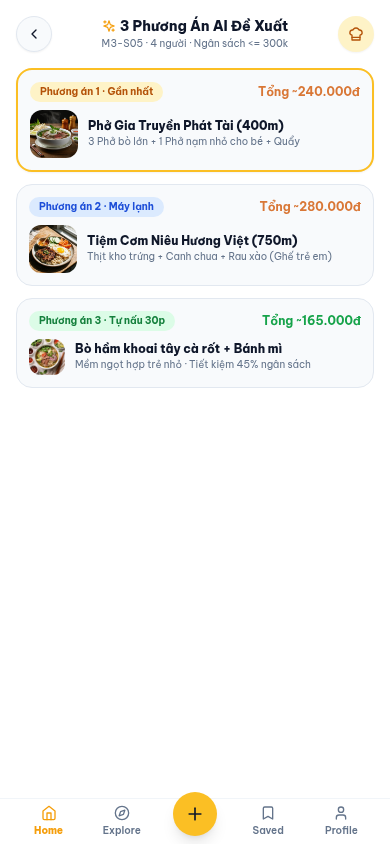 3 Phương Án AI Đề Xuất
M3-S05 · 4 người · Ngân sách <= 300k
Phương án 1 · Gần nhất
Tổng ~240.000đ
Phở Gia Truyền Phát Tài (400m)
3 Phở bò lớn + 1 Phở nạm nhỏ cho bé + Quẩy
Phương án 2 · Máy lạnh
Tổng ~280.000đ
Tiệm Cơm Niêu Hương Việt (750m)
Thịt kho trứng + Canh chua + Rau xào (Ghế trẻ em)
Phương án 3 · Tự nấu 30p
Tổng ~165.000đ
Bò hầm khoai tây cà rốt + Bánh mì
Mềm ngọt hợp trẻ nhỏ · Tiết kiệm 45% ngân sách
Home
Explore
Saved
Profile